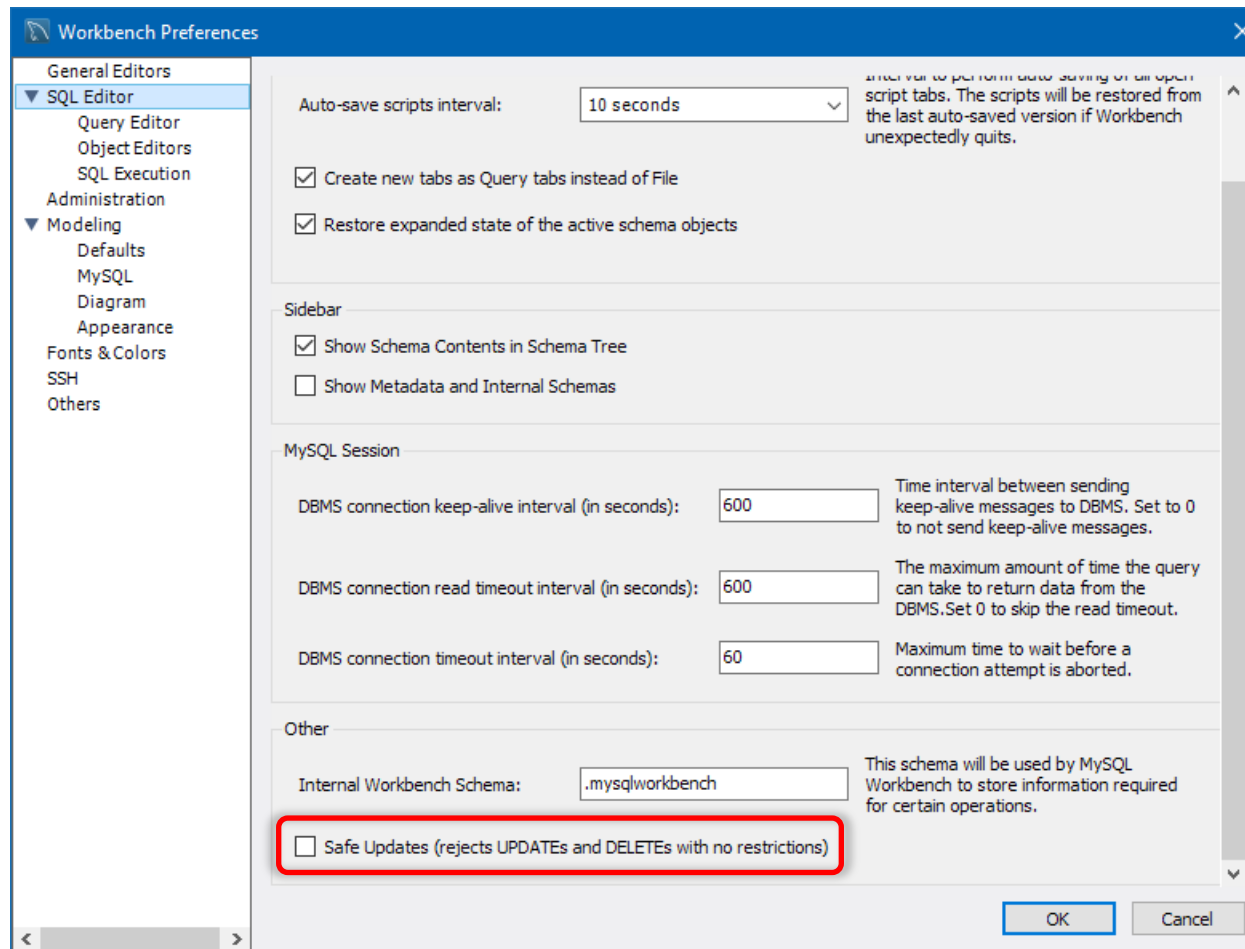 Workbench Preferences
General Editors
SQL Editor
Query Editor
Object Editors
SQL Execution
Administration
Modeling
Defaults
MySQL
Diagram
Appearance
Fonts & Colors
SSH
Others
Interval to perform auto-saving of all open
Auto-save scripts interval:
10 seconds
script tabs. The scripts will be restored from
the last auto-saved version if Workbench
unexpectedly quits.
Create new tabs as Query tabs instead of File
Restore expanded state of the active schema objects
Sidebar
Show Schema Contents in Schema Tree
Show Metadata and Internal Schemas
MySQL Session
DBMS connection keep-alive interval (in seconds):
600
Time interval between sending
keep-alive messages to DBMS. Set to 0
to not send keep-alive messages.
DBMS connection read timeout interval (in seconds):
600
The maximum amount of time the query
can take to return data from the
DBMS.Set 0 to skip the read timeout.
DBMS connection timeout interval (in seconds):
60
Maximum time to wait before a
connection attempt is aborted.
Other
Internal Workbench Schema:
.mysqlworkbench
This schema will be used by MySQL
Workbench to store information required
for certain operations.
Safe Updates (rejects UPDATEs and DELETEs with no restrictions)
OK
Cancel